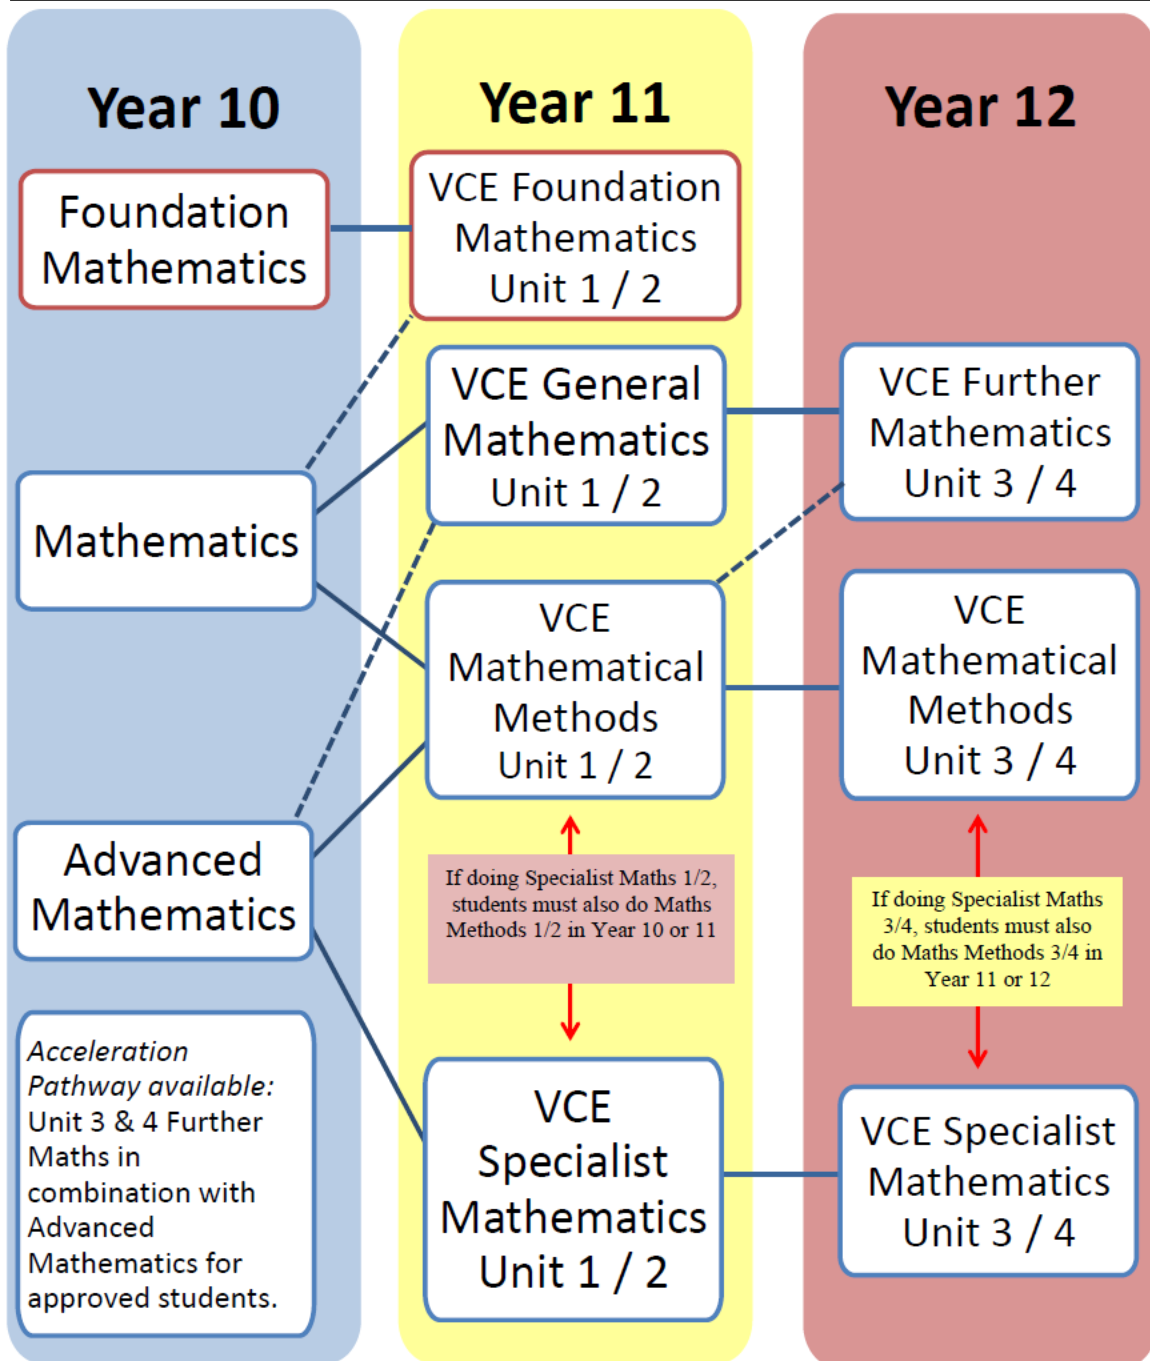 Year 10
Foundation
Mathematics
Mathematics
Advanced
Mathematics
Acceleration
Pathway available:
Unit 3 & 4 Further
Maths in
combination with
Advanced
Mathematics for
approved students.
Year 11
VCE Foundation
Mathematics
Unit 1 / 2
VCE General
Mathematics
Unit 1 / 2
VCE
Mathematical
Methods
Unit 1 / 2
If doing Specialist Maths 1/2,
students must also do Maths
Methods 1/2 in Year 10 or 11
VCE
Specialist
Mathematics
Unit 1 / 2
Year 12
VCE Further
Mathematics
Unit 3 / 4
VCE
Mathematical
Methods
Unit 3 / 4
If doing Specialist Maths
3/4, students must also
do Maths Methods 3/4 in
Year 11 or 12
VCE Specialist
Mathematics
Unit 3 / 4